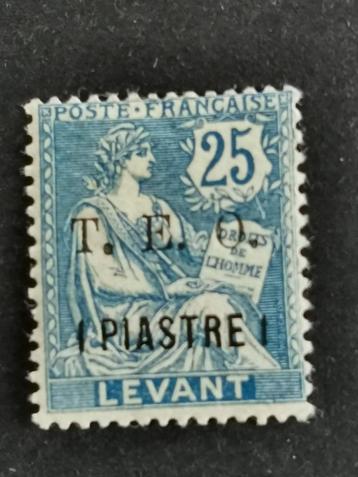 POSTE · FRANÇAISE
25
T. E. O.
DROITS
DE
L'HOMME
1 PIASTRE 1
LEVANT